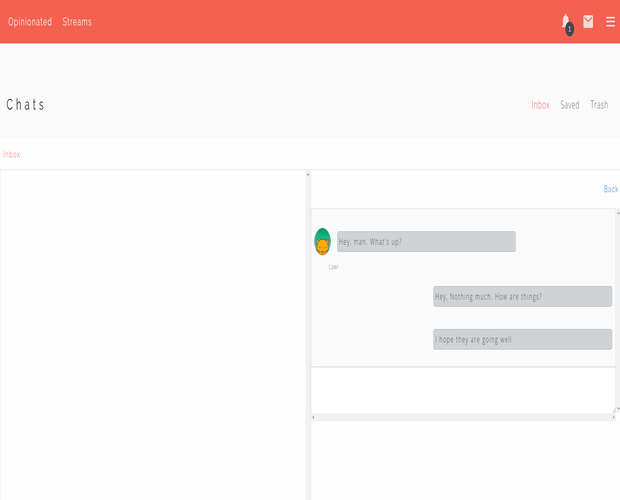 Opinionated Streams
1
Chats
Inbox Saved Trash
Inbox
Back
Hey, man. What's up?
Hey, Nothing much. How are things?
I hope they are going well